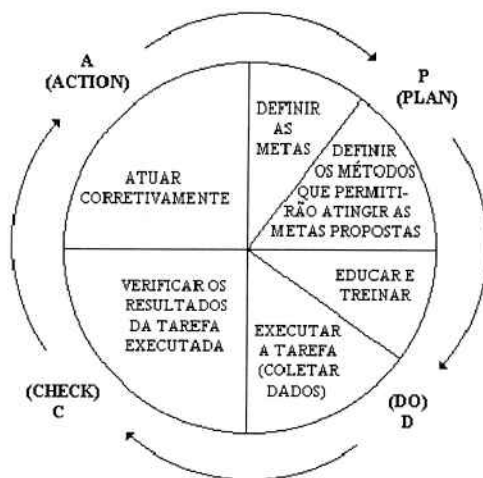 A
(ACTION)
P
(PLAN)
DEFINIR
AS
METAS
DEFINIR
OS MÉTODOS
QUE PERMITI-
RÃO ATINGIR AS
METAS PROPOSTAS
ATUAR
CORRETIVAMENTE
EDUCAR E
TREINAR
VERIFICAR OS
RESULTADOS
DA TAREFA
EXECUTADA
EXECUTAR
A TAREFA
(COLETAR
DADOS)
(CHECK)
C
(DO)
D